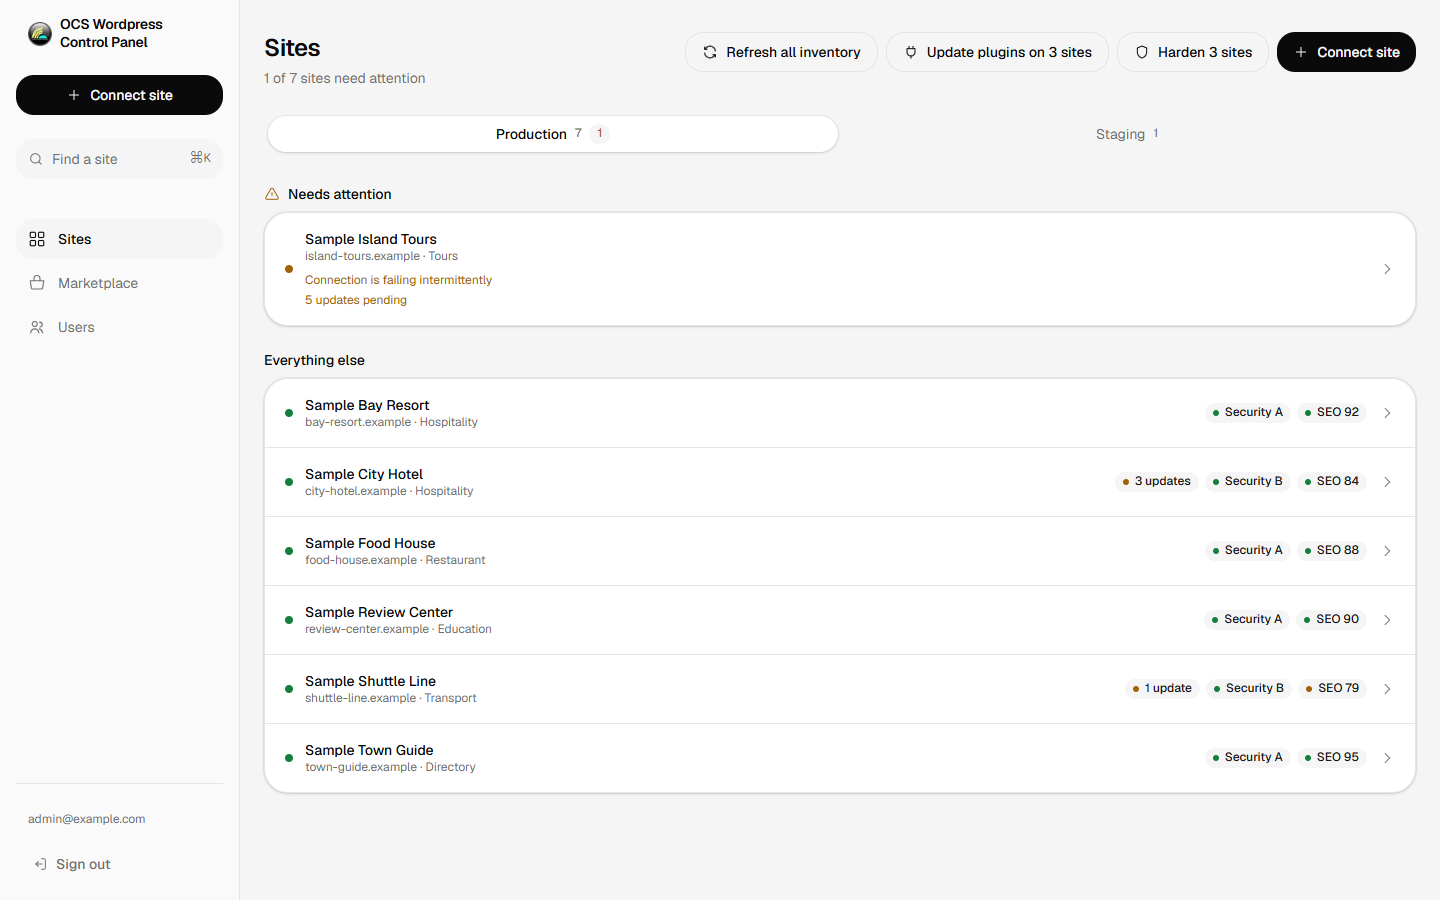 OCS Wordpress
Control Panel
Connect site
Find a site ⌘K
Sites
Marketplace
Users
admin@example.com
Sign out
Sites
1 of 7 sites need attention
Refresh all inventory
Update plugins on 3 sites
Harden 3 sites
Connect site
Production 7 1
Staging 1
Needs attention
Sample Island Tours
island-tours.example · Tours
Connection is failing intermittently
5 updates pending
Everything else
Sample Bay Resort
bay-resort.example · Hospitality
Security A SEO 92
Sample City Hotel
city-hotel.example · Hospitality
3 updates Security B SEO 84
Sample Food House
food-house.example · Restaurant
Security A SEO 88
Sample Review Center
review-center.example · Education
Security A SEO 90
Sample Shuttle Line
shuttle-line.example · Transport
1 update Security B SEO 79
Sample Town Guide
town-guide.example · Directory
Security A SEO 95